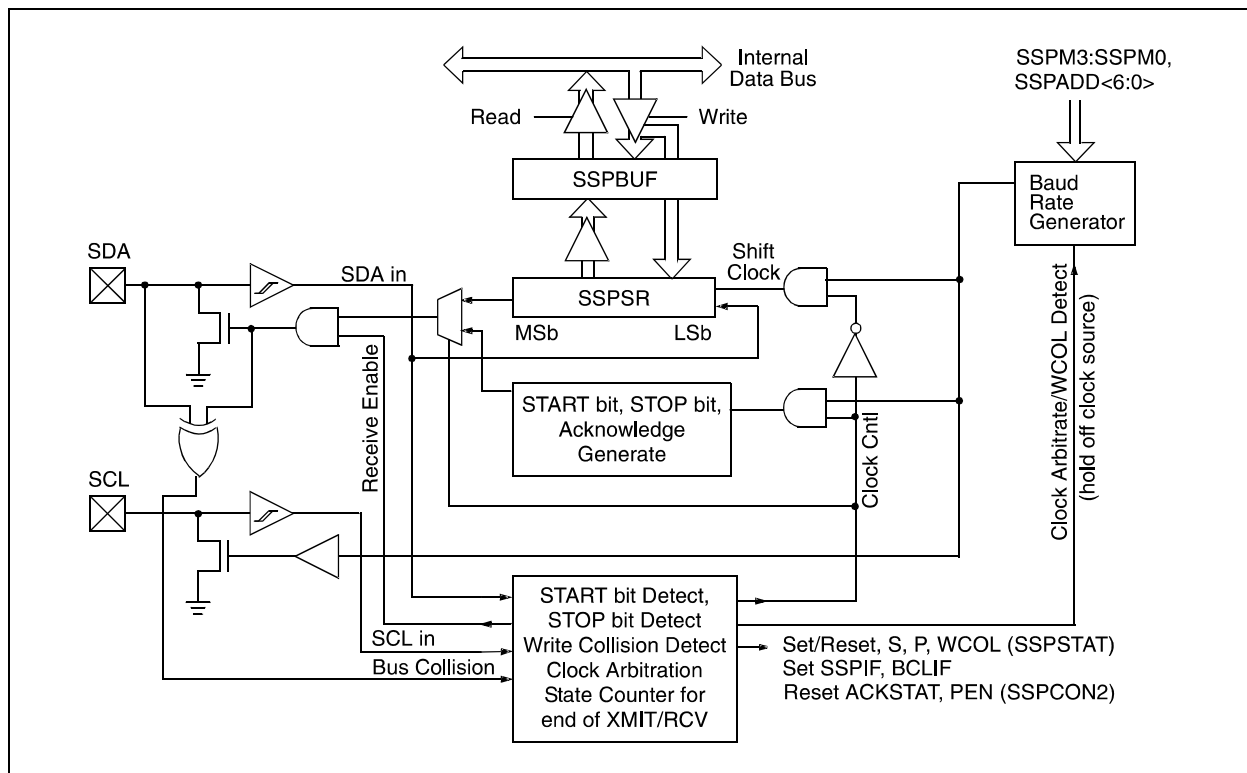 Internal
Data Bus
SSPM3:SSPM0,
SSPADD<6:0>
Read
Write
SSPBUF
Baud
Rate
Generator
SDA
SDA in
Shift
Clock
SSPSR
MSb
LSb
Receive Enable
START bit, STOP bit,
Acknowledge
Generate
Clock Cntl
Clock Arbitrate/WCOL Detect
(hold off clock source)
SCL
SCL in
Bus Collision
START bit Detect,
STOP bit Detect
Write Collision Detect
Clock Arbitration
State Counter for
end of XMIT/RCV
Set/Reset, S, P, WCOL (SSPSTAT)
Set SSPIF, BCLIF
Reset ACKSTAT, PEN (SSPCON2)